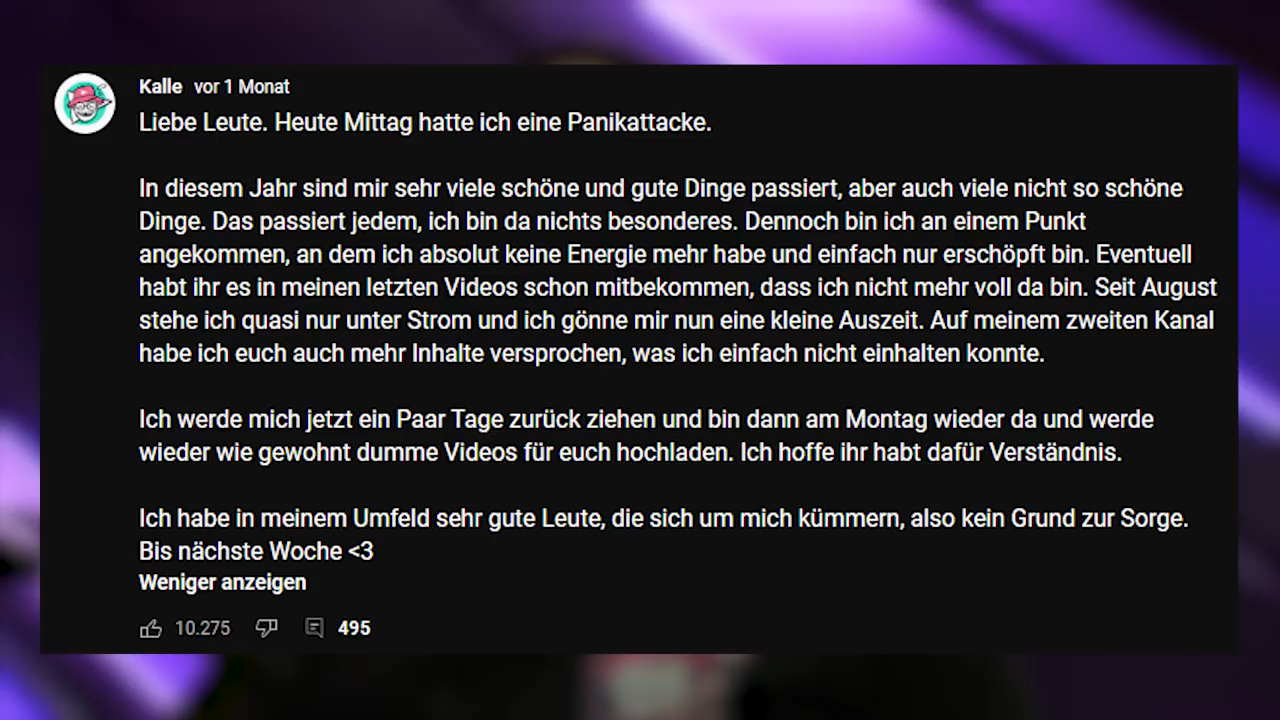 Kalle vor 1 Monat
Liebe Leute. Heute Mittag hatte ich eine Panikattacke.
In diesem Jahr sind mir sehr viele schöne und gute Dinge passiert, aber auch viele nicht so schöne
Dinge. Das passiert jedem, ich bin da nichts besonderes. Dennoch bin ich an einem Punkt
angekommen, an dem ich absolut keine Energie mehr habe und einfach nur erschöpft bin. Eventuell
habt ihr es in meinen letzten Videos schon mitbekommen, dass ich nicht mehr voll da bin. Seit August
stehe ich quasi nur unter Strom und ich gönne mir nun eine kleine Auszeit. Auf meinem zweiten Kanal
habe ich euch auch mehr Inhalte versprochen, was ich einfach nicht einhalten konnte.
Ich werde mich jetzt ein Paar Tage zurück ziehen und bin dann am Montag wieder da und werde
wieder wie gewohnt dumme Videos für euch hochladen. Ich hoffe ihr habt dafür Verständnis.
Ich habe in meinem Umfeld sehr gute Leute, die sich um mich kümmern, also kein Grund zur Sorge.
Bis nächste Woche <3
Weniger anzeigen
10.275 495